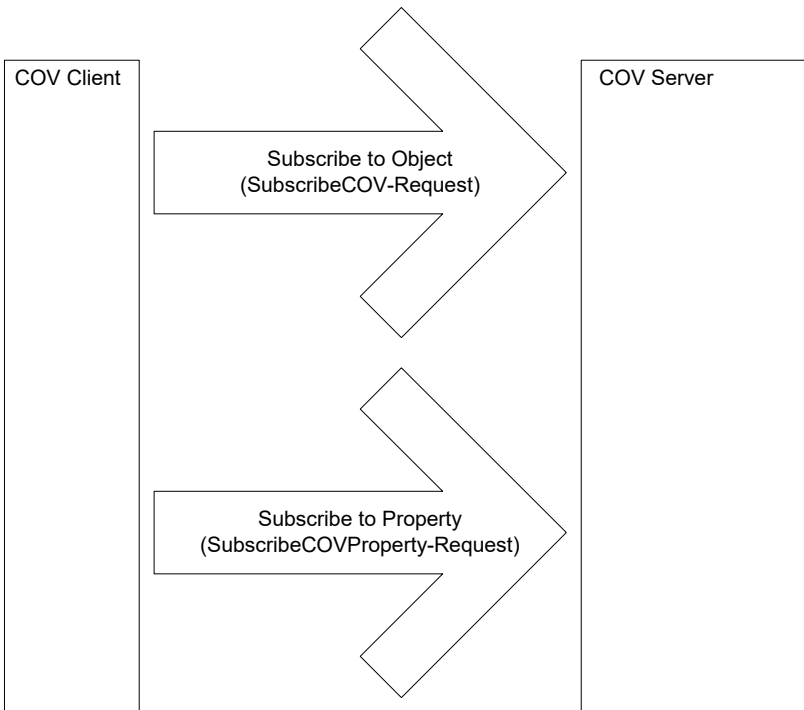 COV Client
COV Server
Subscribe to Object
(SubscribeCOV-Request)
Subscribe to Property
(SubscribeCOVProperty-Request)